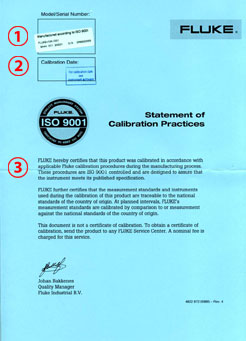 Model/Serial Number:
FLUKE®
①
Manufactured according to ISO 9001
②
Calibration Date:
FLUKE
ISO 9001
Statement of
Calibration Practices
③
FLUKE hereby certifies that this product was calibrated in accordance with
applicable Fluke calibration procedures during the manufacturing process.
These procedures are ISO 9001 controlled and are designed to assure that
the instrument meets its published specification.
FLUKE further certifies that the measurement standards and instruments
used during the calibration of this product are traceable to the national
standards of the country of origin. At planned intervals, FLUKE's
measurement standards are calibrated by comparison to or measurement
against the national standards of the country of origin.
This document is not a certificate of calibration. To obtain a certificate of
calibration, send the product to any FLUKE Service Center. A nominal fee is
charged for this service.
Johan Bakkerzee
Quality Manager
Fluke Industrial B.V.